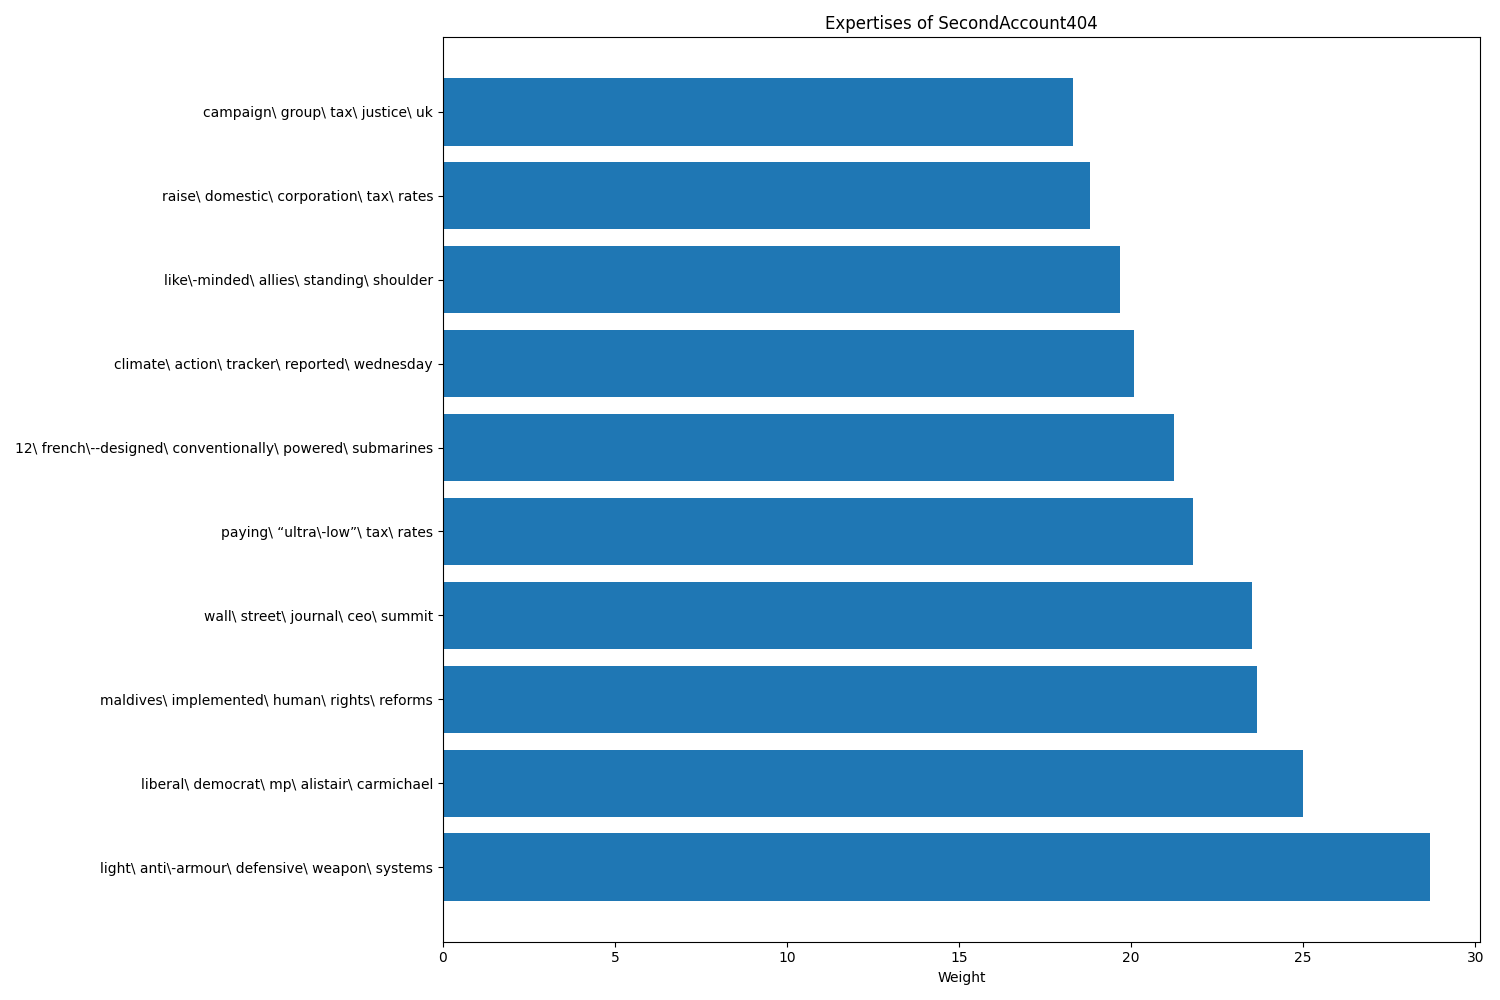 Expertises of SecondAccount404
campaign\ group\ tax\ justice\ uk
raise\ domestic\ corporation\ tax\ rates
like\-minded\ allies\ standing\ shoulder
climate\ action\ tracker\ reported\ wednesday
12\ french\--designed\ conventionally\ powered\ submarines
paying\ “ultra\-low”\ tax\ rates
wall\ street\ journal\ ceo\ summit
maldives\ implemented\ human\ rights\ reforms
liberal\ democrat\ mp\ alistair\ carmichael
light\ anti\-armour\ defensive\ weapon\ systems
0 5 10 15 20 25 30
Weight